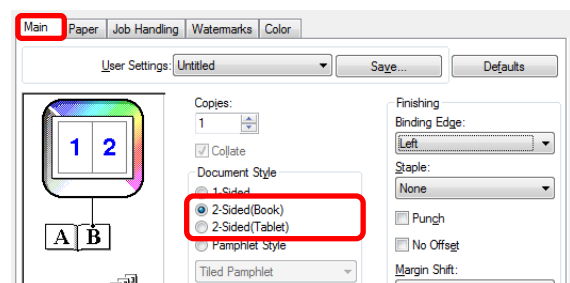 Main Paper Job Handling Watermarks Color
User Settings: Untitled Save... Defaults
1 2
A B
Copies:
1
Collate
Document Style
1-Sided
2-Sided(Book)
2-Sided(Tablet)
Pamphlet Style
Tiled Pamphlet
Finishing
Binding Edge:
Left
Staple:
None
Punch
No Offset
Margin Shift: